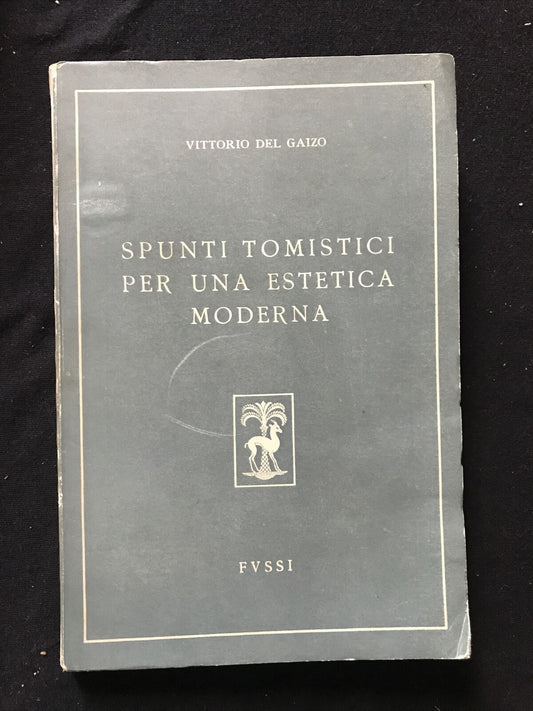 VITTORIO DEL GAIZO
SPUNTI TOMISTICI
PER UNA ESTETICA
MODERNA
FVSSI